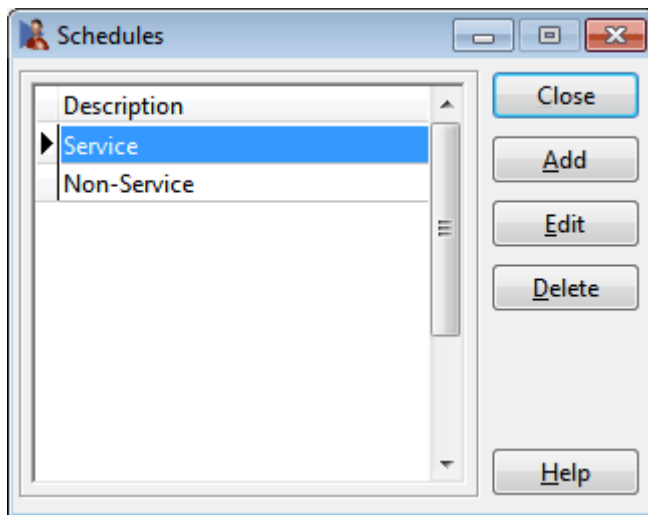 Schedules
Description
Service
Non-Service
Close
Add
Edit
Delete
Help